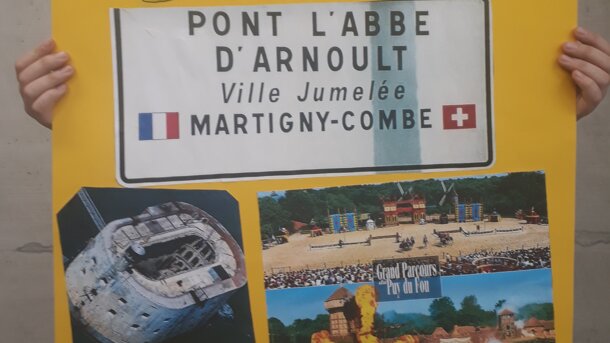 PONT L'ABBE
D'ARNOULT
Ville Jumelée
MARTIGNY-COMBE
Grand Parcours
Puy du Fou